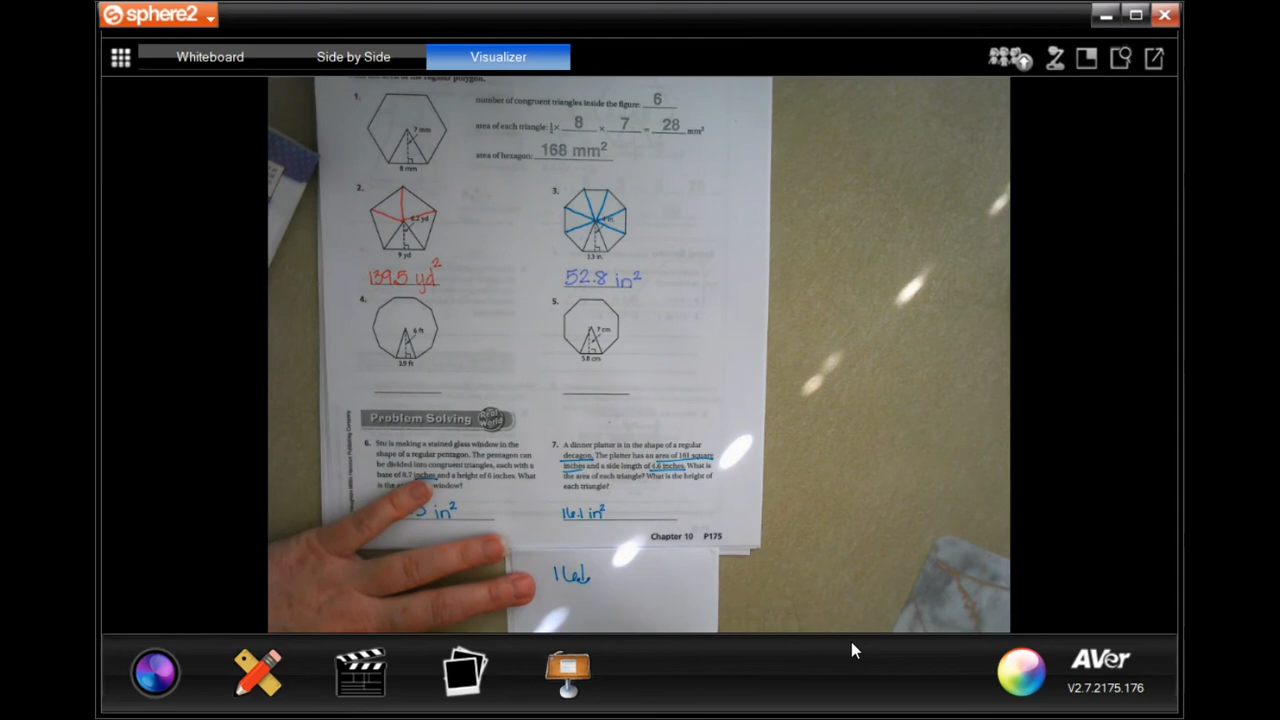 sphere2
Whiteboard Side by Side Visualizer
the regular polygon.
1.
number of congruent triangles inside the figure: 6
7 mm
area of each triangle: ½ × 8 × 7 = 28 mm²
area of hexagon: 168 mm²
8 mm
2. 3.
6.2 yd 4 in.
9 yd 3.3 in.
139.5 yd² 52.8 in²
4. 5.
6 ft 7 cm
3.9 ft 5.8 cm
Problem Solving Real World
6. Stu is making a stained glass window in the
shape of a regular pentagon. The pentagon can
be divided into congruent triangles, each with a
base of 8.7 inches and a height of 6 inches. What
is the window?
in²
7. A dinner platter is in the shape of a regular
decagon. The platter has an area of 161 square
inches and a side length of 4.6 inches. What is
the area of each triangle? What is the height of
each triangle?
16.1 in²
Chapter 10 P175
AVer
V2.7.2175.176